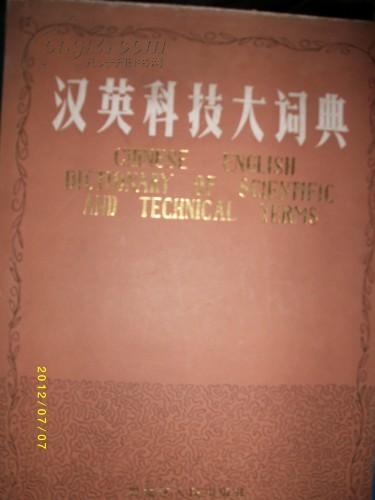 汉英科技大词典
CHINESE ENGLISH
DICTIONARY OF SCIENTIFIC
AND TECHNICAL TERMS
2012/07/07